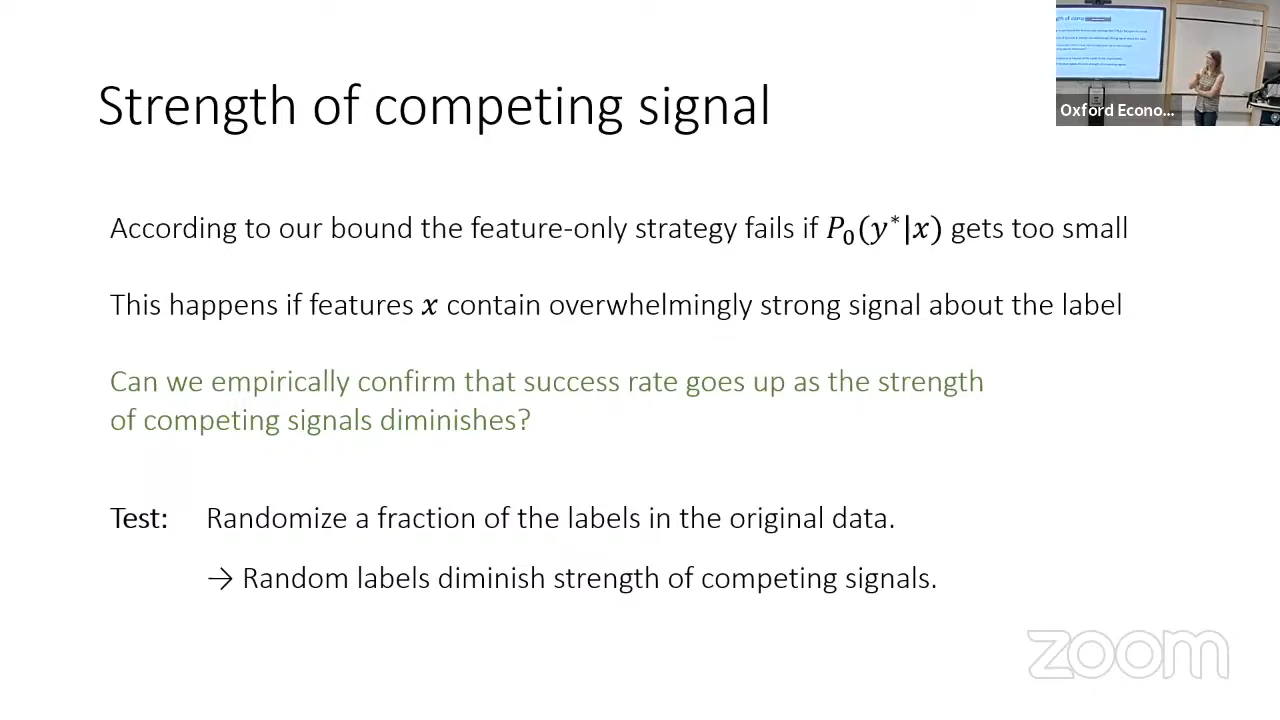 Strength of competing signal
Oxford Econo...
According to our bound the feature-only strategy fails if P₀(y*|x) gets too small
This happens if features x contain overwhelmingly strong signal about the label
Can we empirically confirm that success rate goes up as the strength
of competing signals diminishes?
Test: Randomize a fraction of the labels in the original data.
→ Random labels diminish strength of competing signals.
zoom